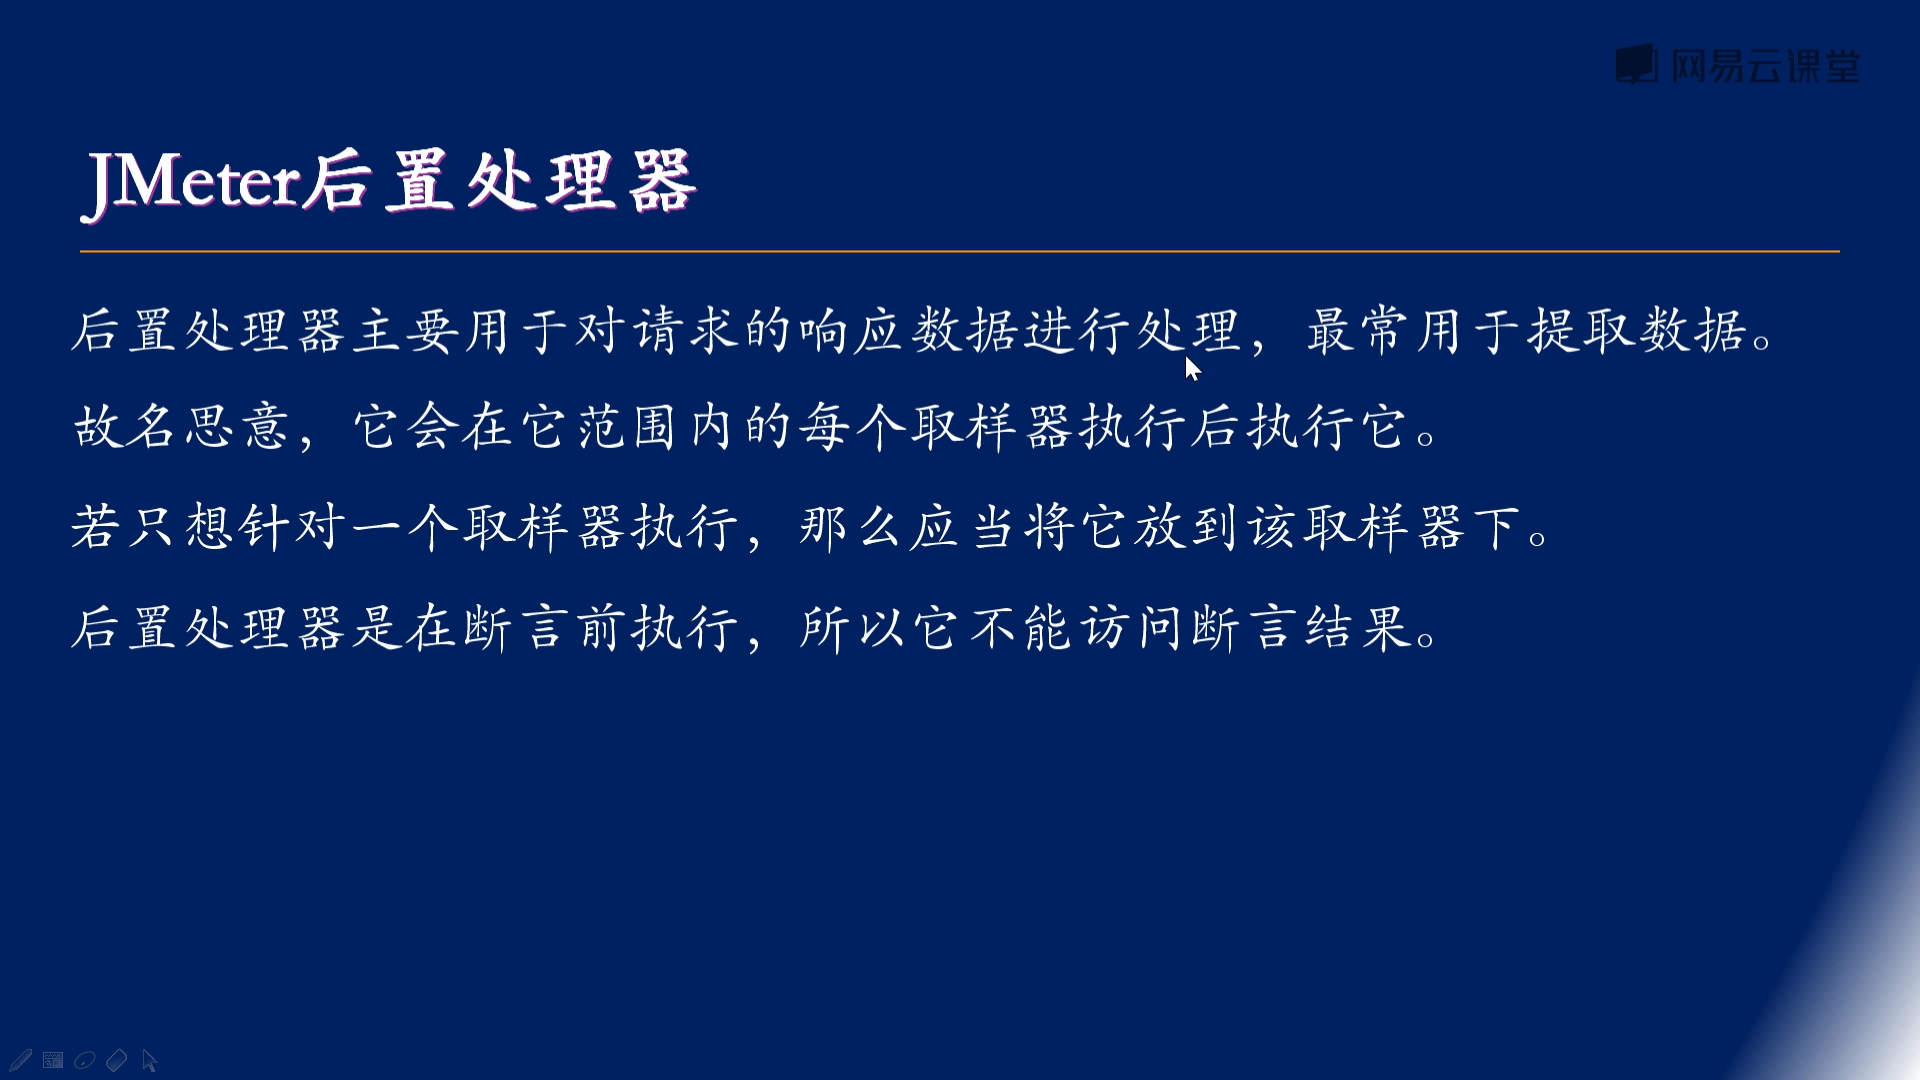 网易云课堂
JMeter后置处理器
后置处理器主要用于对请求的响应数据进行处理，最常用于提取数据。
故名思意，它会在它范围内的每个取样器执行后执行它。
若只想针对一个取样器执行，那么应当将它放到该取样器下。
后置处理器是在断言前执行，所以它不能访问断言结果。